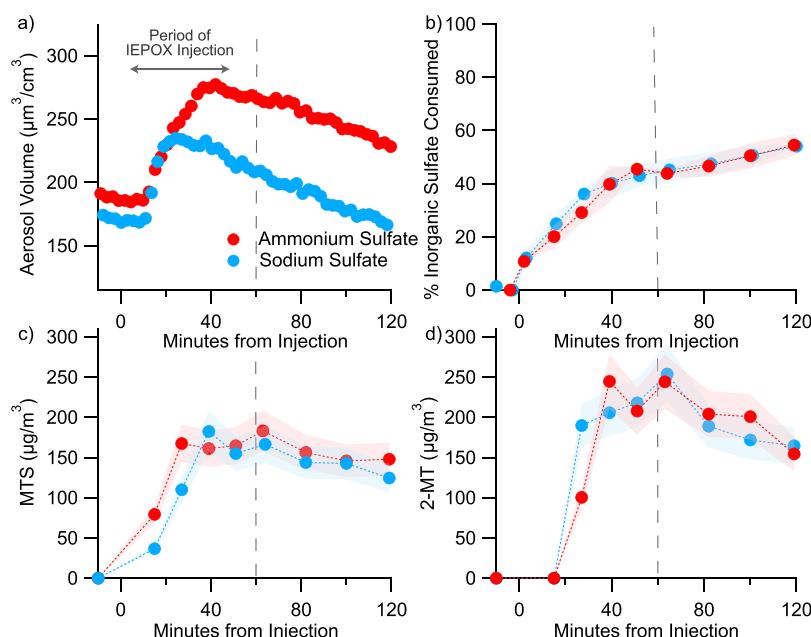 a)
Period of
IEPOX Injection
Aerosol Volume (µm³/cm³)
300
250
200
150
Ammonium Sulfate
Sodium Sulfate
0
40
80
120
Minutes from Injection
b)
% Inorganic Sulfate Consumed
100
80
60
40
20
0
0
40
80
120
Minutes from Injection
c)
MTS (µg/m³)
300
250
200
150
100
50
0
0
40
80
120
Minutes from Injection
d)
2-MT (µg/m³)
300
250
200
150
100
50
0
0
40
80
120
Minutes from Injection